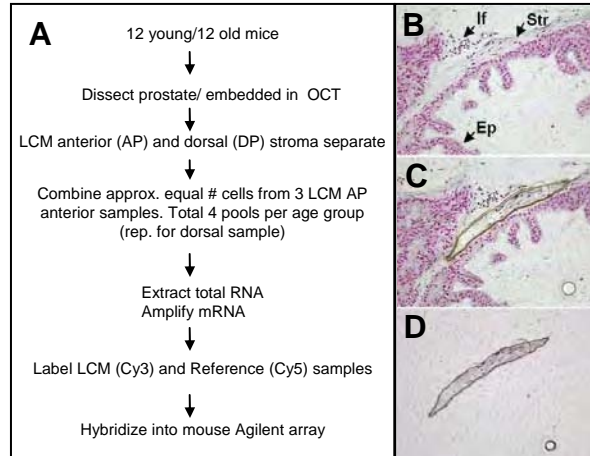 A
12 young/12 old mice
Dissect prostate/ embedded in OCT
LCM anterior (AP) and dorsal (DP) stroma separate
Combine approx. equal # cells from 3 LCM AP
anterior samples. Total 4 pools per age group
(rep. for dorsal sample)
Extract total RNA
Amplify mRNA
Label LCM (Cy3) and Reference (Cy5) samples
Hybridize into mouse Agilent array
B
If
Str
Ep
C
D